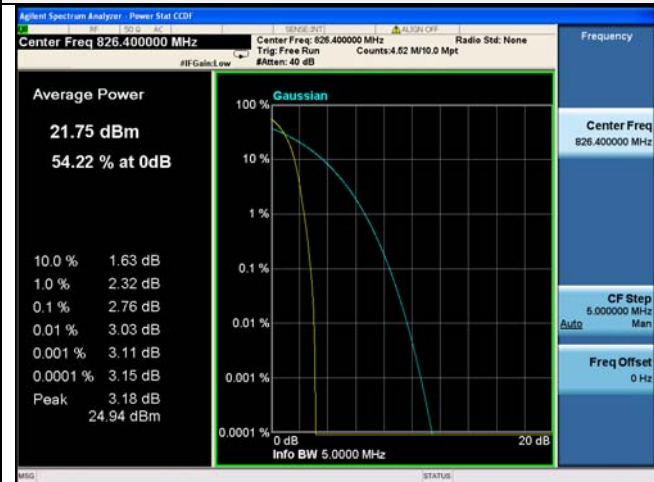 Agilent Spectrum Analyzer - Power Stat CCDF
RF 50 Ω AC SENSE:INT ALIGN OFF
Center Freq 826.400000 MHz
Center Freq: 826.400000 MHz Radio Std: None
Trig: Free Run Counts:4.52 M/10.0 Mpt
#IFGain:Low #Atten: 40 dB
Frequency
Average Power
21.75 dBm
54.22 % at 0dB
10.0 % 1.63 dB
1.0 % 2.32 dB
0.1 % 2.76 dB
0.01 % 3.03 dB
0.001 % 3.11 dB
0.0001 % 3.15 dB
Peak 3.18 dB
24.94 dBm
Gaussian
100 %
10 %
1 %
0.1 %
0.01 %
0.001 %
0.0001 %
0 dB 20 dB
Info BW 5.0000 MHz
Center Freq
826.400000 MHz
CF Step
5.000000 MHz
Auto Man
Freq Offset
0 Hz
MSG STATUS